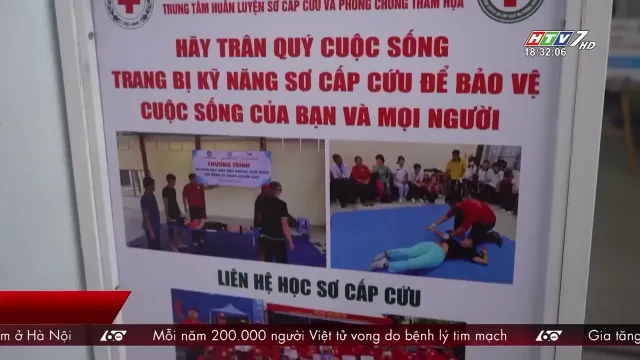 TRUNG TÂM HUẤN LUYỆN SƠ CẤP CỨU VÀ PHÒNG CHỐNG THẢM HỌA
HTV7 HD
18:32:06
HÃY TRÂN QUÝ CUỘC SỐNG
TRANG BỊ KỸ NĂNG SƠ CẤP CỨU ĐỂ BẢO VỆ
CUỘC SỐNG CỦA BẠN VÀ MỌI NGƯỜI
CHƯƠNG TRÌNH
LIÊN HỆ HỌC SƠ CẤP CỨU
m ở Hà Nội
60
Mỗi năm 200.000 người Việt tử vong do bệnh lý tim mạch
60
Gia tăng